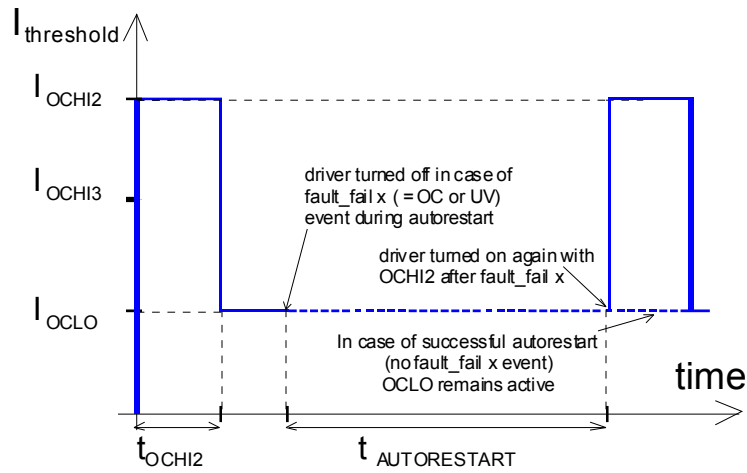 I threshold
I OCHI2
I OCHI3
driver turned off in case of
fault_fail x ( = OC or UV)
event during autorestart
driver turned on again with
OCHI2 after fault_fail x
I OCLO
In case of successful autorestart
(no fault_fail x event)
OCLO remains active
time
t OCHI2
t AUTORESTART